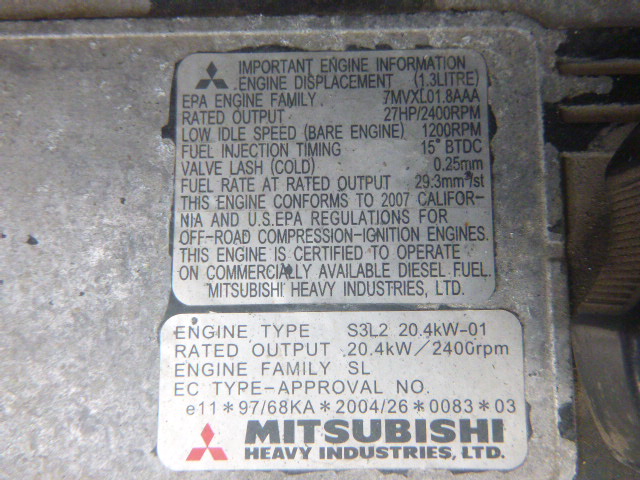 IMPORTANT ENGINE INFORMATION
ENGINE DISPLACEMENT (1.3LITRE)
EPA ENGINE FAMILY 7MVXL01.8AAA
RATED OUTPUT 27HP/2400RPM
LOW IDLE SPEED (BARE ENGINE) 1200RPM
FUEL INJECTION TIMING 15° BTDC
VALVE LASH (COLD) 0.25mm
FUEL RATE AT RATED OUTPUT 29.3mm³/st
THIS ENGINE CONFORMS TO 2007 CALIFOR-
NIA AND U.S.EPA REGULATIONS FOR
OFF-ROAD COMPRESSION-IGNITION ENGINES.
THIS ENGINE IS CERTIFIED TO OPERATE
ON COMMERCIALLY AVAILABLE DIESEL FUEL.
MITSUBISHI HEAVY INDUSTRIES, LTD.
ENGINE TYPE S3L2 20.4kW-01
RATED OUTPUT 20.4kW/2400rpm
ENGINE FAMILY SL
EC TYPE-APPROVAL NO.
e11*97/68KA*2004/26*0083*03
MITSUBISHI
HEAVY INDUSTRIES, LTD.